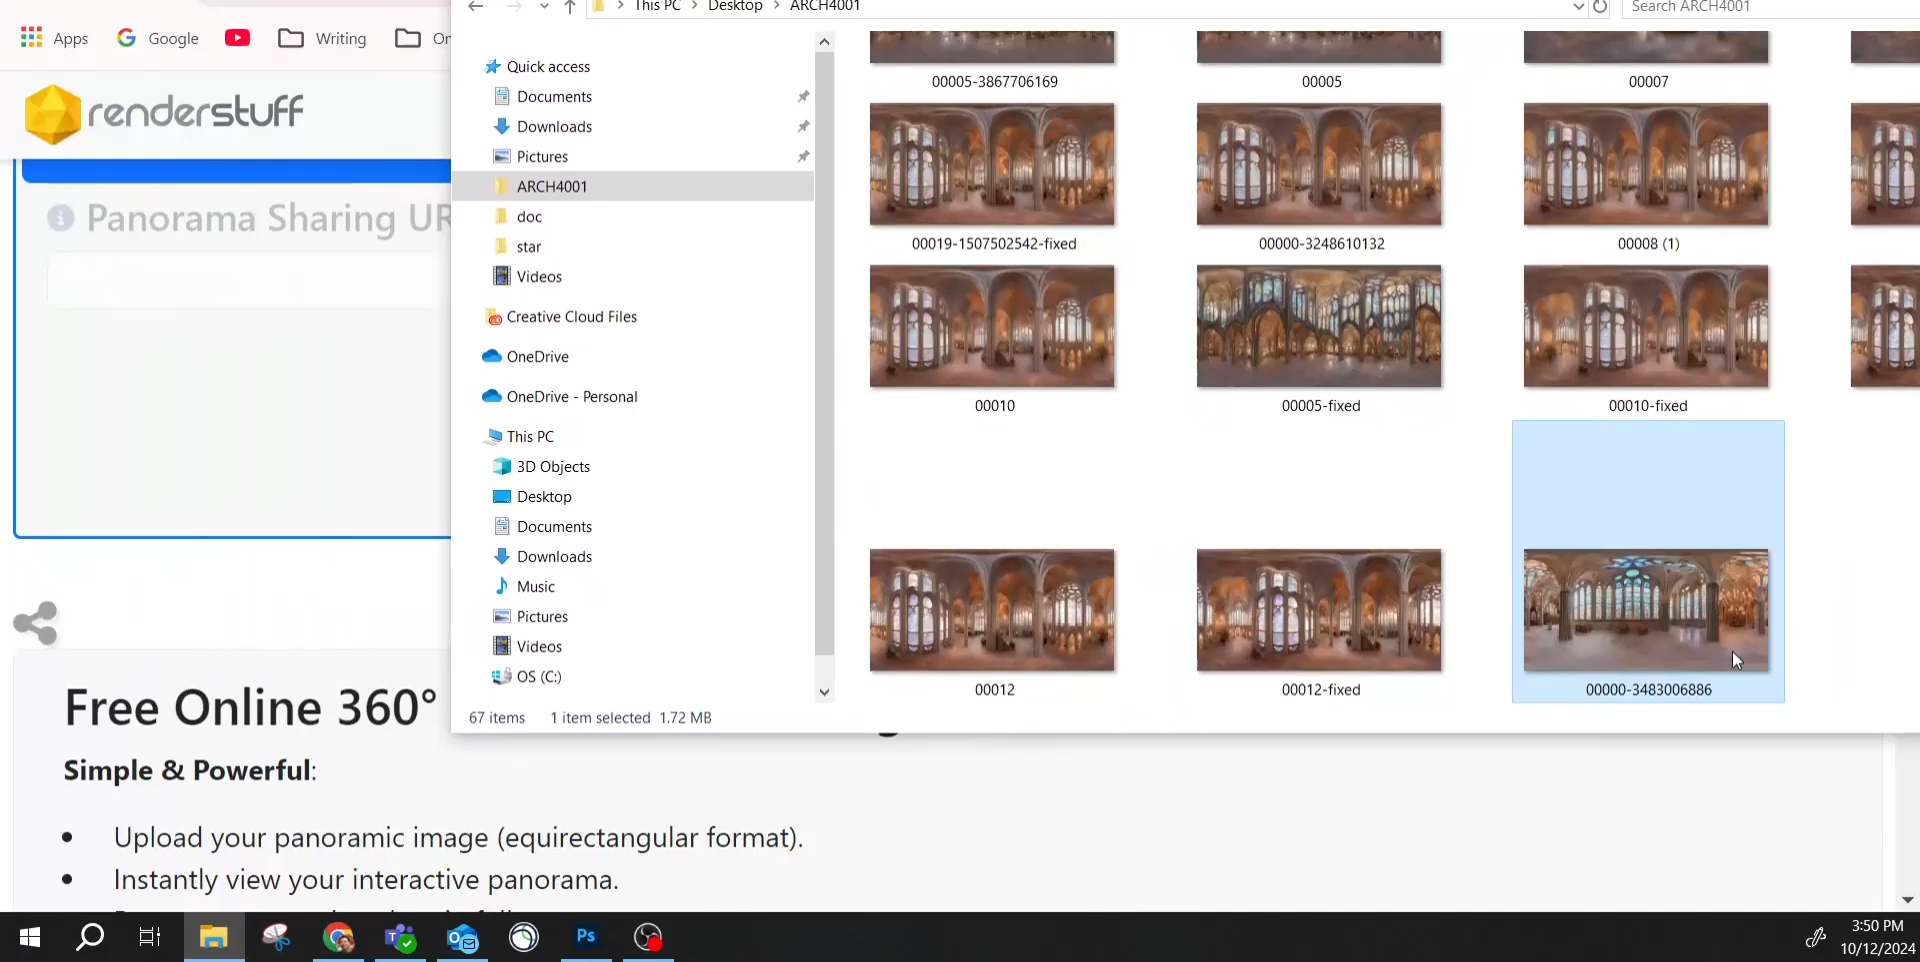 This PC > Desktop > ARCH4001
Search ARCH4001
Apps
Google
Writing
renderstuff
Panorama Sharing
Quick access
Documents
Downloads
Pictures
ARCH4001
doc
star
Videos
Creative Cloud Files
OneDrive
OneDrive - Personal
This PC
3D Objects
Desktop
Documents
Downloads
Music
Pictures
Videos
OS (C:)
67 items 1 item selected 1.72 MB
00005-3867706169
00005
00007
00019-1507502542-fixed
00000-3248610132
00008 (1)
00010
00005-fixed
00010-fixed
00012
00012-fixed
00000-3483006886
Free Online 360°
Simple & Powerful:
• Upload your panoramic image (equirectangular format).
• Instantly view your interactive panorama.
Ps
3:50 PM
10/12/2024